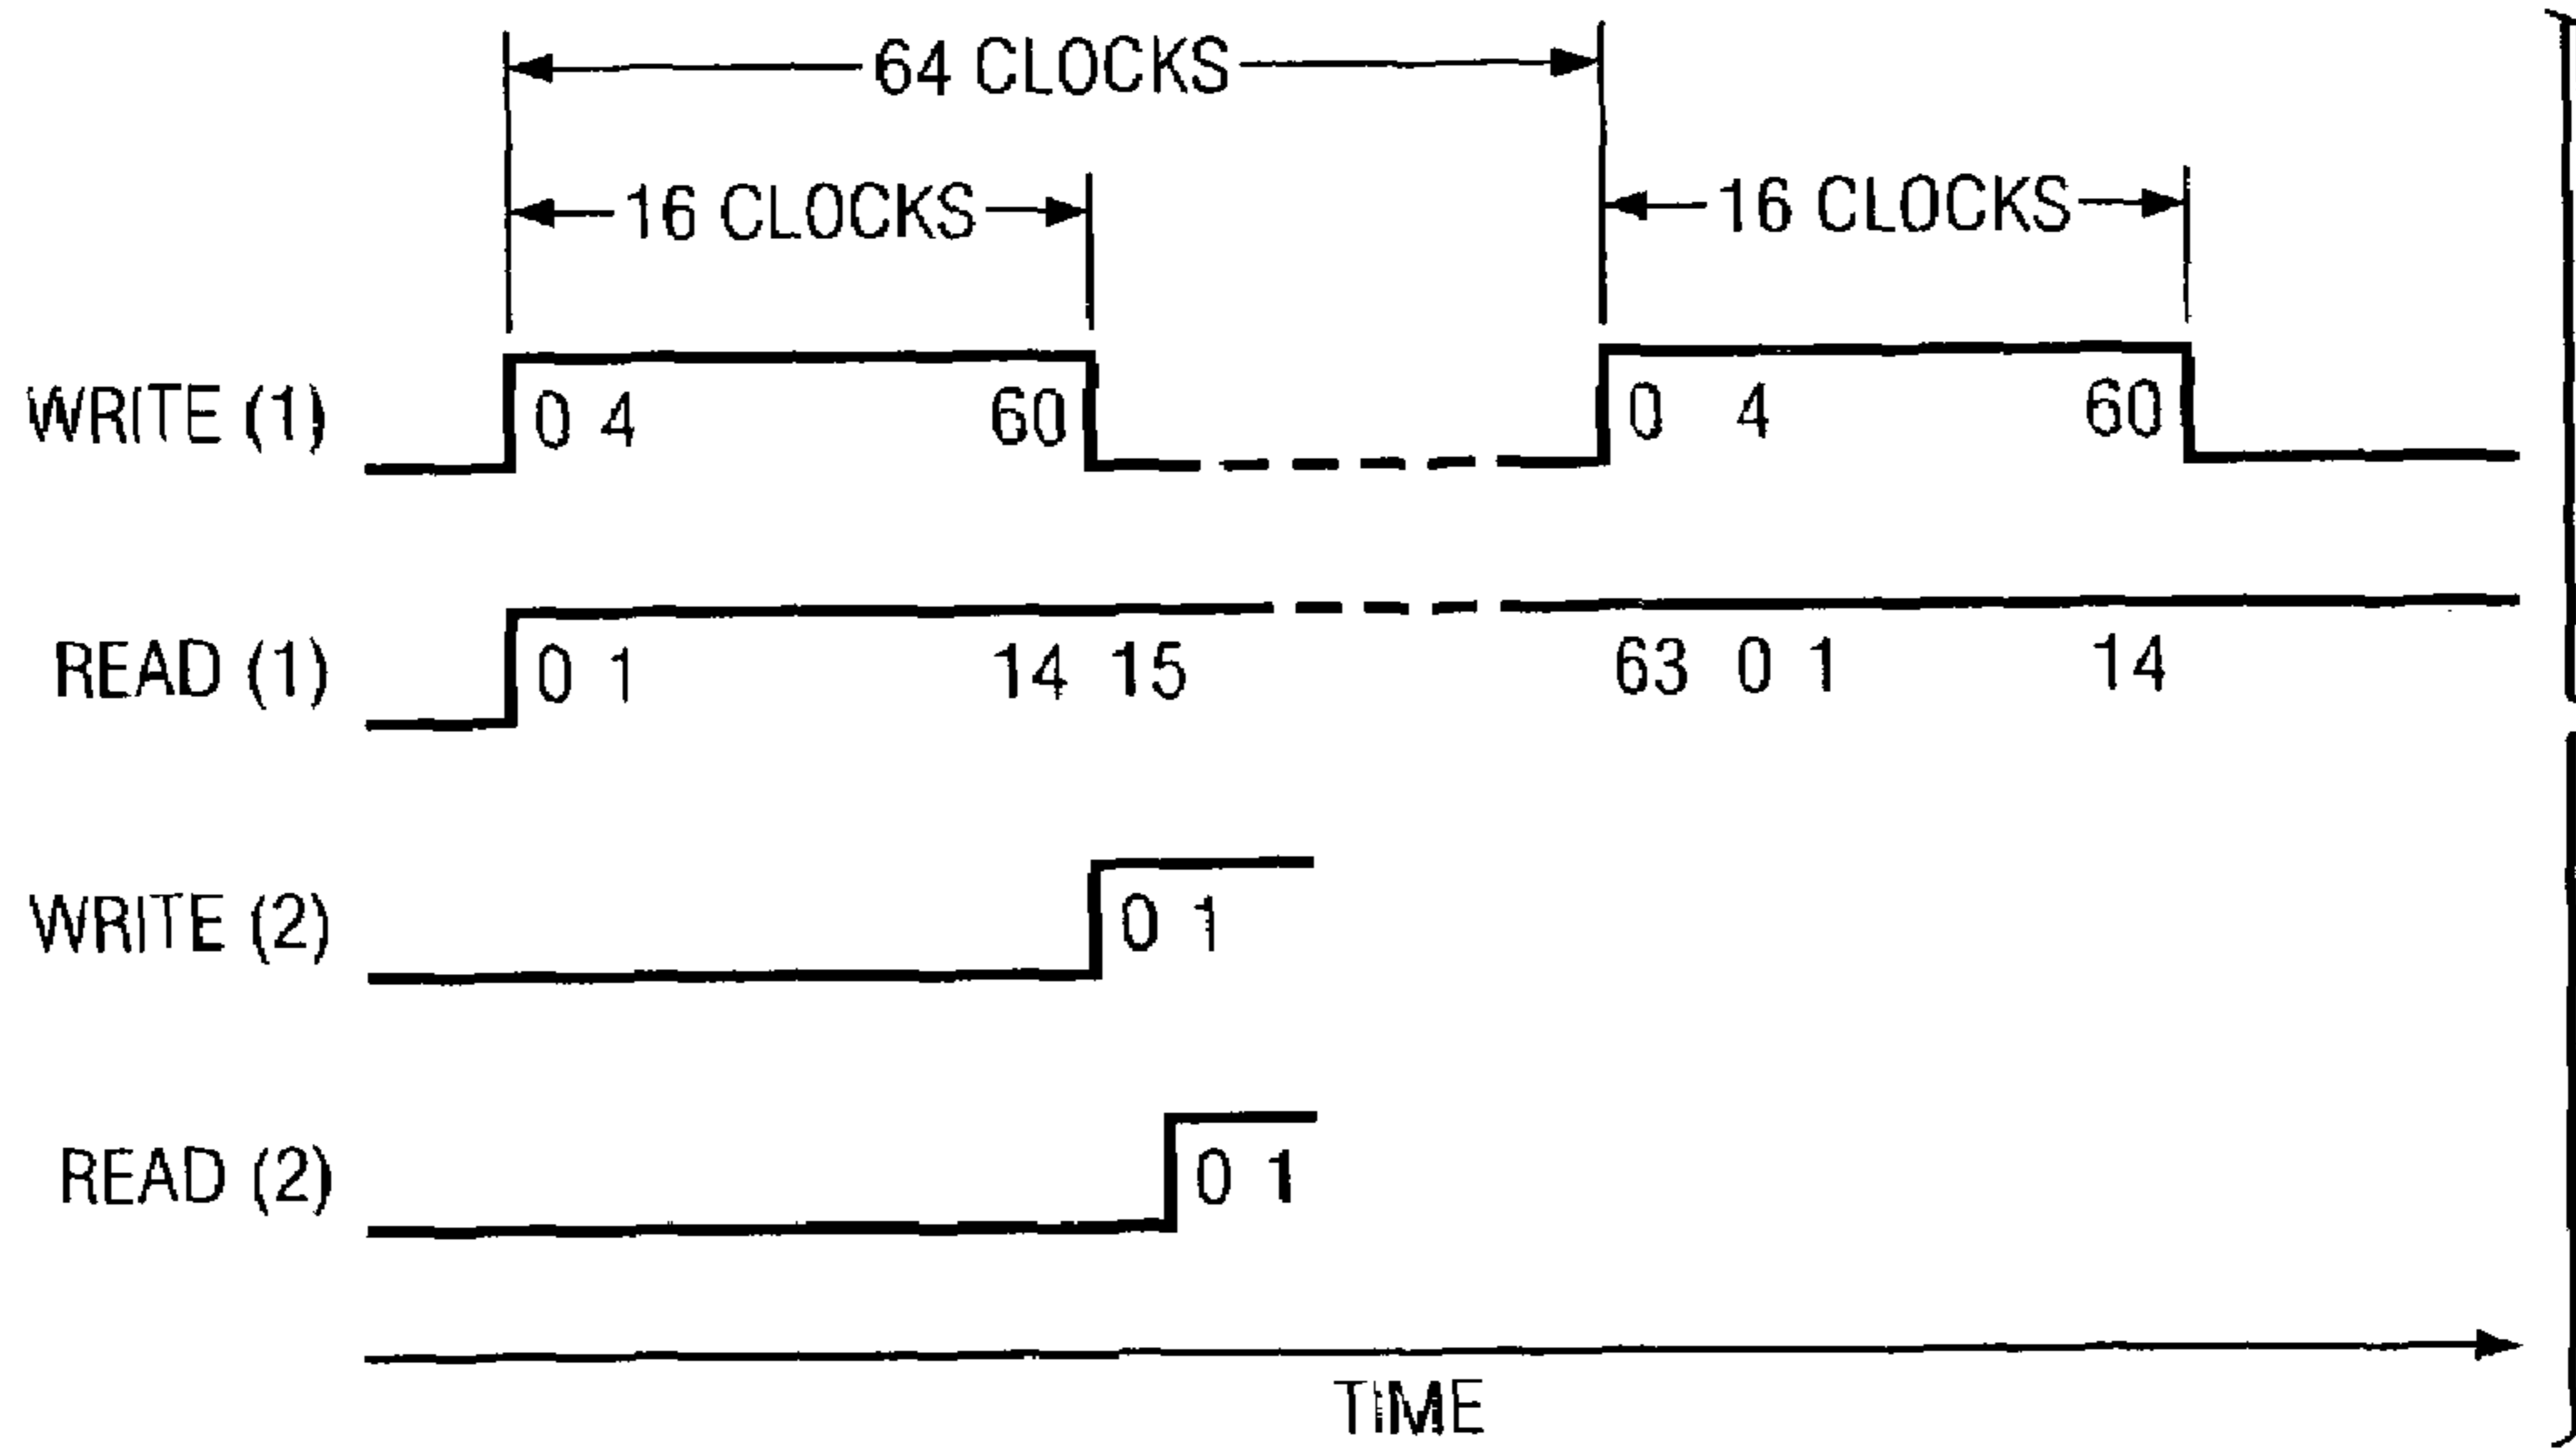 64 CLOCKS
16 CLOCKS 16 CLOCKS
WRITE (1) 0 4 60 0 4 60
READ (1) 0 1 14 15 63 0 1 14
WRITE (2) 0 1
READ (2) 0 1
TIME